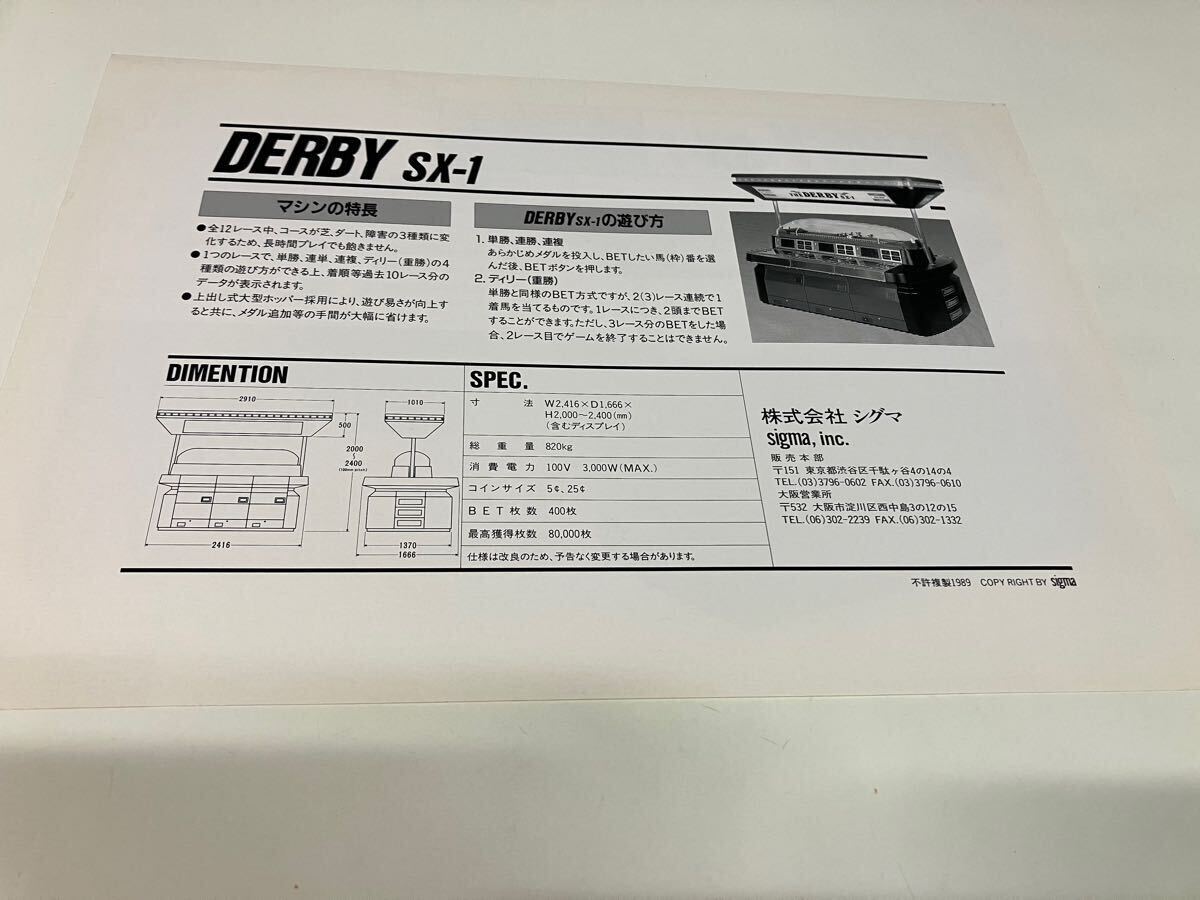 DERBY SX-1
マシンの特長
●全12レース中、コースが芝、ダート、障害の3種類に変
化するため、長時間プレイでも飽きません。
●1つのレースで、単勝、連単、連複、ディリー(重勝)の4
種類の遊び方ができる上、着順等過去10レース分の
データが表示されます。
●上出し式大型ホッパー採用により、遊び易さが向上す
ると共に、メダル追加等の手間が大幅に省けます。
DERBY SX-1の遊び方
1. 単勝、連勝、連複
あらかじめメダルを投入し、BETしたい馬(枠)番を選
んだ後、BETボタンを押します。
2. ディリー(重勝)
単勝と同様のBET方式ですが、2(3)レース連続で1
着馬を当てるものです。1レースにつき、2頭までBET
することができます。ただし、3レース分のBETをした場
合、2レース目でゲームを終了することはできません。
THE DERBY SX-1
DIMENTION
2910
500
2000
〜
2400
(100mm pitch)
2416
1010
1370
1666
SPEC.
寸法 W2,416×D1,666×
H2,000〜2,400(mm)
(含むディスプレイ)
総重量 820kg
消費電力 100V 3,000W(MAX.)
コインサイズ 5¢、25¢
BET枚数 400枚
最高獲得枚数 80,000枚
仕様は改良のため、予告なく変更する場合があります。
株式会社 シグマ
sigma, inc.
販売本部
〒151 東京都渋谷区千駄ヶ谷4の14の4
TEL.(03)3796-0602 FAX.(03)3796-0610
大阪営業所
〒532 大阪市淀川区西中島3の12の15
TEL.(06)302-2239 FAX.(06)302-1332
不許複製1989 COPY RIGHT BY sigma